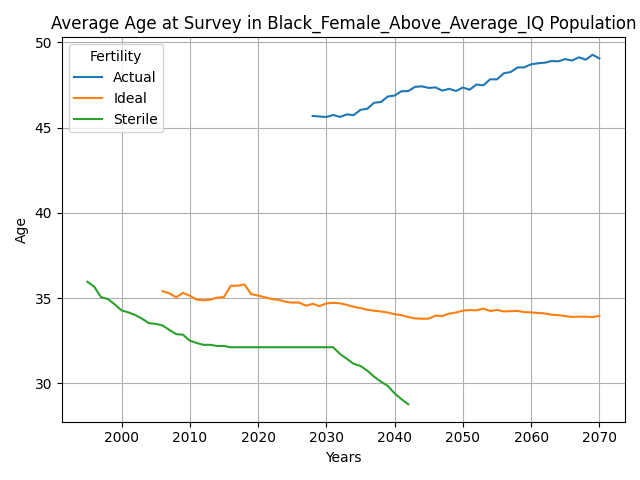 Average Age at Survey in Black_Female_Above_Average_IQ Population
Fertility
Actual
Ideal
Sterile
50
45
40
35
30
Age
2000 2010 2020 2030 2040 2050 2060 2070
Years